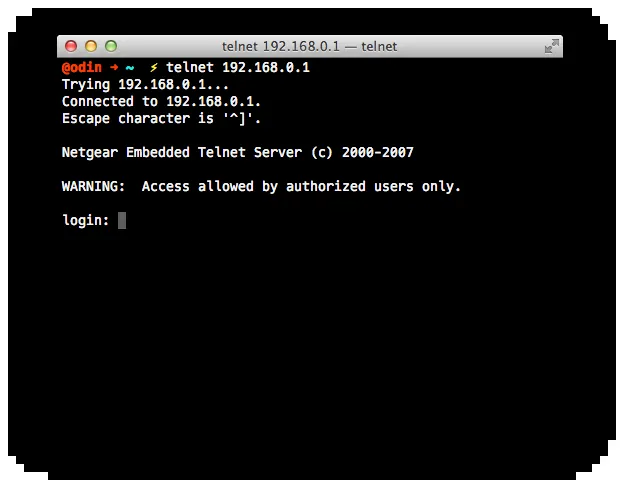 telnet 192.168.0.1 — telnet
@odin ➜ ~ ⚡ telnet 192.168.0.1
Trying 192.168.0.1...
Connected to 192.168.0.1.
Escape character is '^]'.
Netgear Embedded Telnet Server (c) 2000-2007
WARNING:  Access allowed by authorized users only.
login: